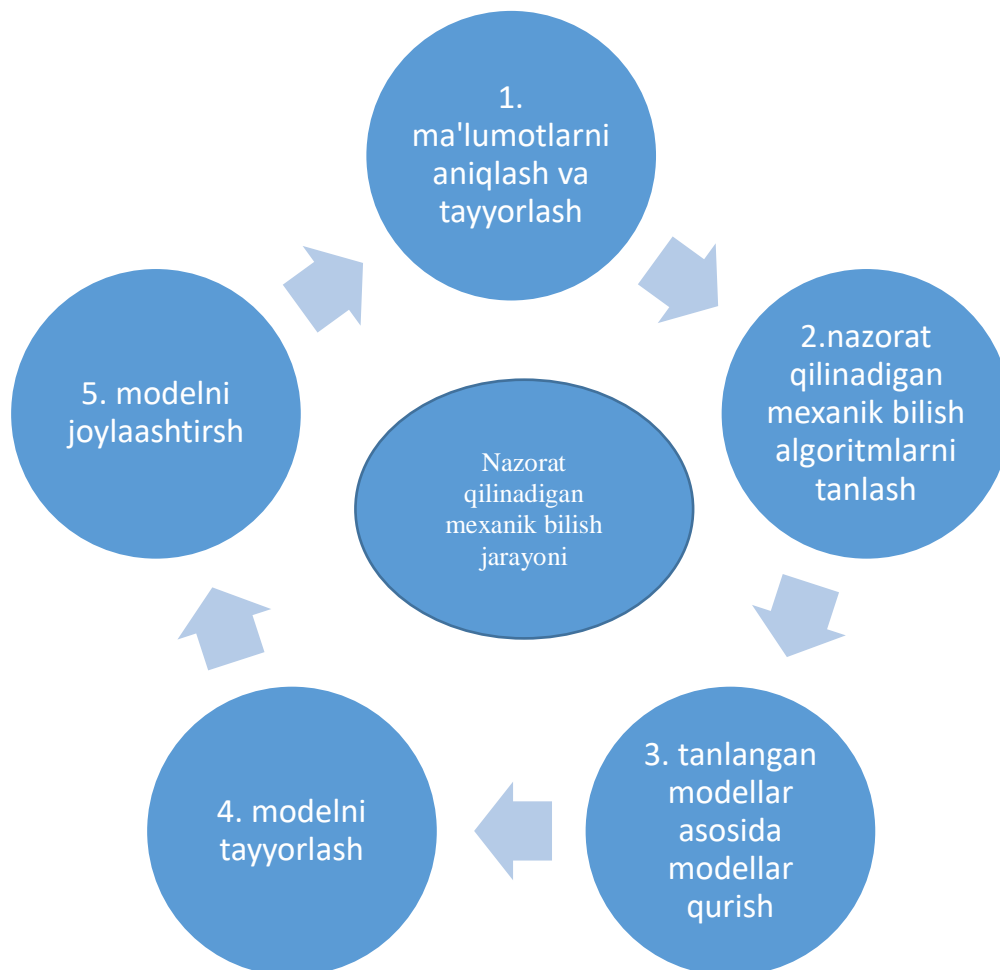 1.
ma'lumotlarni
aniqlash va
tayyorlash
2.nazorat
qilinadigan
mexanik bilish
algoritmlarni
tanlash
3. tanlangan
modellar
asosida
modellar
qurish
4. modelni
tayyorlash
5. modelni
joylaashtirsh
Nazorat
qilinadigan
mexanik bilish
jarayoni